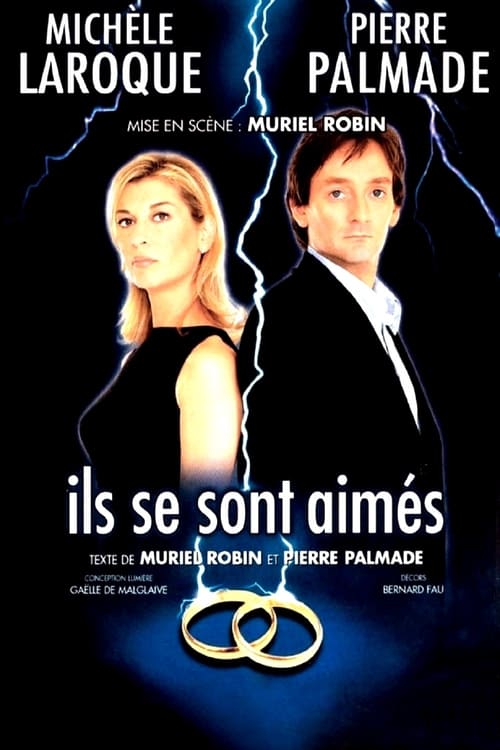 MICHÈLE PIERRE
LAROQUE PALMADE
MISE EN SCÈNE : MURIEL ROBIN
ils se sont aimés
TEXTE DE MURIEL ROBIN ET PIERRE PALMADE
CONCEPTION LUMIÈRE DÉCORS
GAËLLE DE MALGLAIVE BERNARD FAU